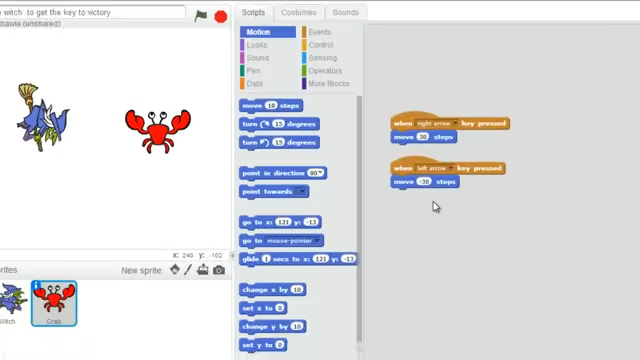 witch: to get the key to victory
(unshared)
Scripts Costumes Sounds
Motion Events
Looks Control
Sound Sensing
Pen Operators
Data More Blocks
move 10 steps
turn 15 degrees
turn 15 degrees
point in direction 90
point towards
go to x: 121 y: -13
go to mouse-pointer
glide 1 secs to x: 121 y: -13
change x by 10
set x to 0
change y by 10
set y to 0
when right arrow key pressed
move 30 steps
when left arrow key pressed
move -30 steps
x: 240 y: -102
New sprite:
Crab